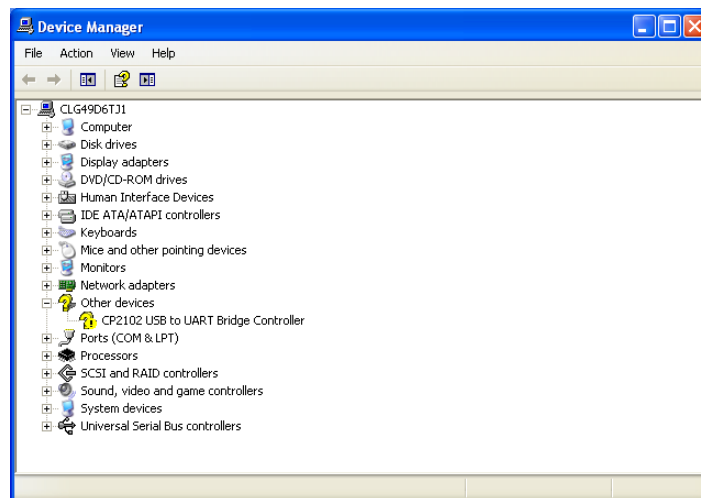 Device Manager
File Action View Help
CLG49D6TJ1
Computer
Disk drives
Display adapters
DVD/CD-ROM drives
Human Interface Devices
IDE ATA/ATAPI controllers
Keyboards
Mice and other pointing devices
Monitors
Network adapters
Other devices
CP2102 USB to UART Bridge Controller
Ports (COM & LPT)
Processors
SCSI and RAID controllers
Sound, video and game controllers
System devices
Universal Serial Bus controllers